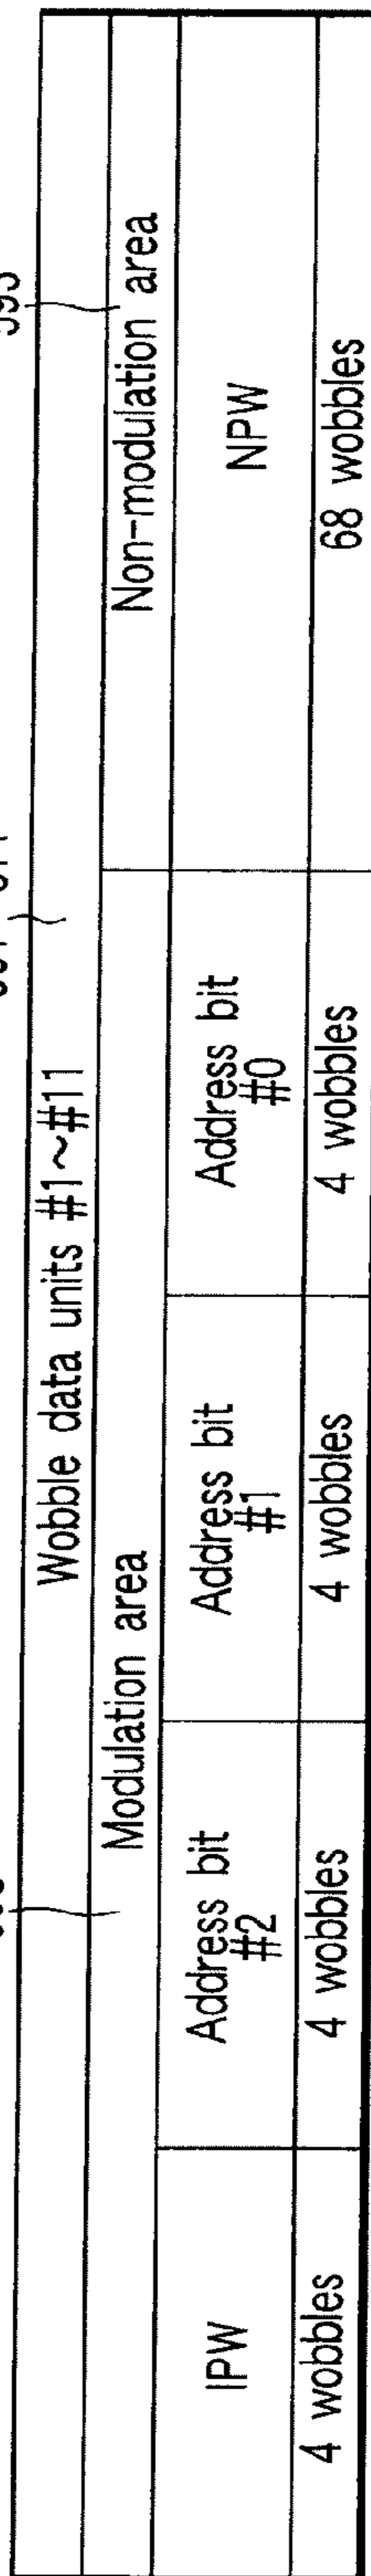 Wobble data units #1~#11
Modulation area
Non-modulation area
IPW
Address bit
#2
Address bit
#1
Address bit
#0
NPW
4 wobbles
4 wobbles
4 wobbles
4 wobbles
68 wobbles